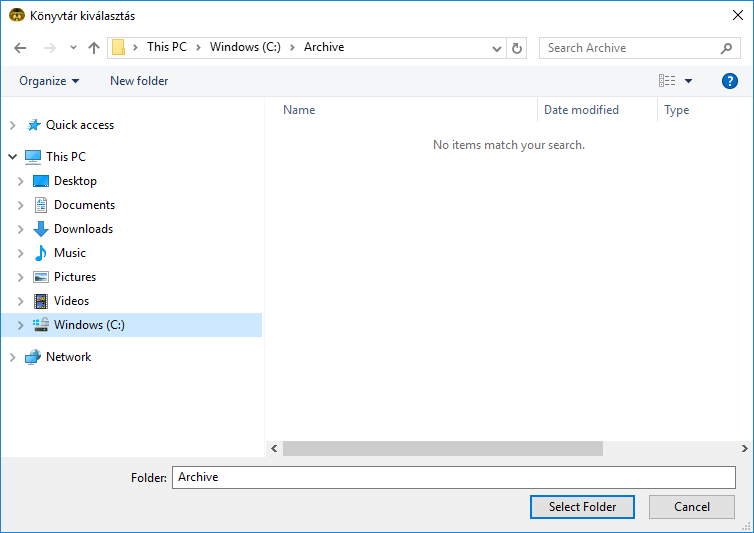 Könyvtár kiválasztás
This PC Windows (C:) Archive
Search Archive
Organize New folder
?
Name Date modified Type
No items match your search.
Quick access
This PC
Desktop
Documents
Downloads
Music
Pictures
Videos
Windows (C:)
Network
Folder: Archive
Select Folder Cancel